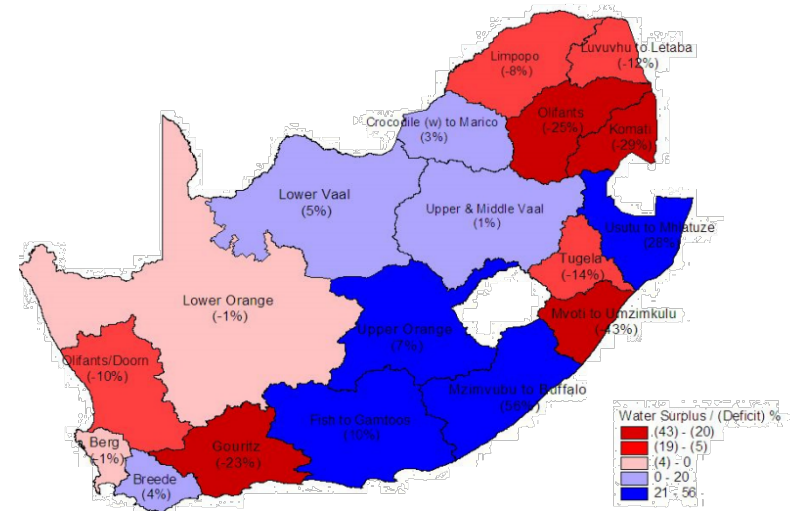 Limpopo
(-8%)
Luvuvhu to Letaba
(-12%)
Crocodile (w) to Marico
(3%)
Olifants
(-25%)
Komati
(-29%)
Lower Vaal
(5%)
Upper & Middle Vaal
(1%)
Usutu to Mhlatuze
(28%)
Tugela
(-14%)
Lower Orange
(-1%)
Upper Orange
(7%)
Mvoti to Umzimkulu
(-43%)
Olifants/Doorn
(-10%)
Mzimvubu to Buffalo
(56%)
Fish to Gamtoos
(10%)
Berg
(-1%)
Gouritz
(-23%)
Breede
(4%)
Water Surplus / (Deficit) %
(43) - (20)
(19) - (5)
(4) - 0
0 - 20
21 - 56